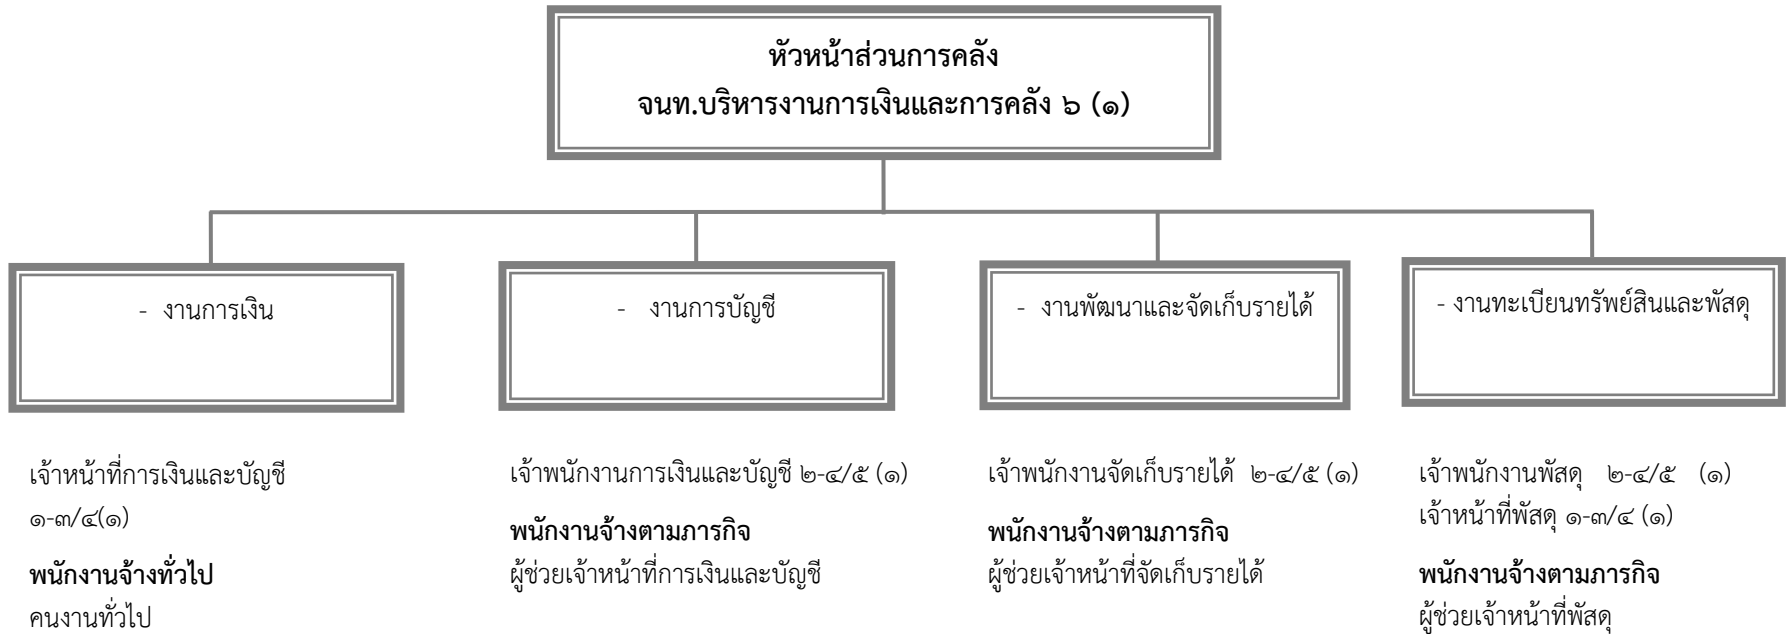 หัวหน้าส่วนการคลัง
จนท.บริหารงานการเงินและการคลัง ๖ (๑)
- งานการเงิน
- งานการบัญชี
- งานพัฒนาและจัดเก็บรายได้
- งานทะเบียนทรัพย์สินและพัสดุ
เจ้าหน้าที่การเงินและบัญชี
๑-๓/๔(๑)
พนักงานจ้างทั่วไป
คนงานทั่วไป
เจ้าพนักงานการเงินและบัญชี ๒-๔/๕ (๑)
พนักงานจ้างตามภารกิจ
ผู้ช่วยเจ้าหน้าที่การเงินและบัญชี
เจ้าพนักงานจัดเก็บรายได้ ๒-๔/๕ (๑)
พนักงานจ้างตามภารกิจ
ผู้ช่วยเจ้าหน้าที่จัดเก็บรายได้
เจ้าพนักงานพัสดุ ๒-๔/๕ (๑)
เจ้าหน้าที่พัสดุ ๑-๓/๔ (๑)
พนักงานจ้างตามภารกิจ
ผู้ช่วยเจ้าหน้าที่พัสดุ